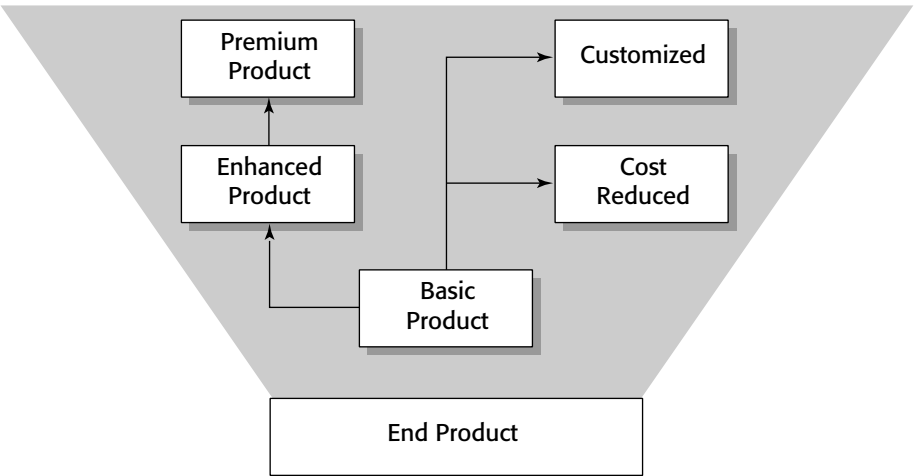 Premium
Product
Customized
Enhanced
Product
Cost
Reduced
Basic
Product
End Product